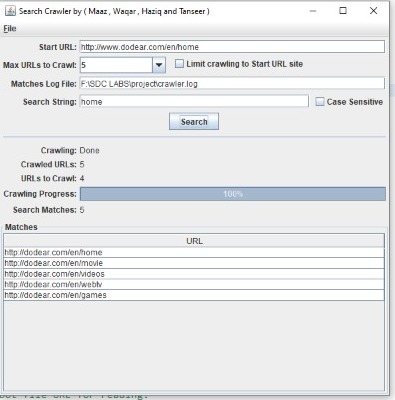 Search Crawler by ( Maaz , Waqar , Haziq and Tanseer )
File
Start URL: http://www.dodear.com/en/home
Max URLs to Crawl: 5 Limit crawling to Start URL site
Matches Log File: F:\SDC LABS\project\crawler.log
Search String: home Case Sensitive
Search
Crawling: Done
Crawled URLs: 5
URLs to Crawl: 4
Crawling Progress: 100%
Search Matches: 5
Matches
URL
http://dodear.com/en/home
http://dodear.com/en/movie
http://dodear.com/en/videos
http://dodear.com/en/webtv
http://dodear.com/en/games
file URL for reading.